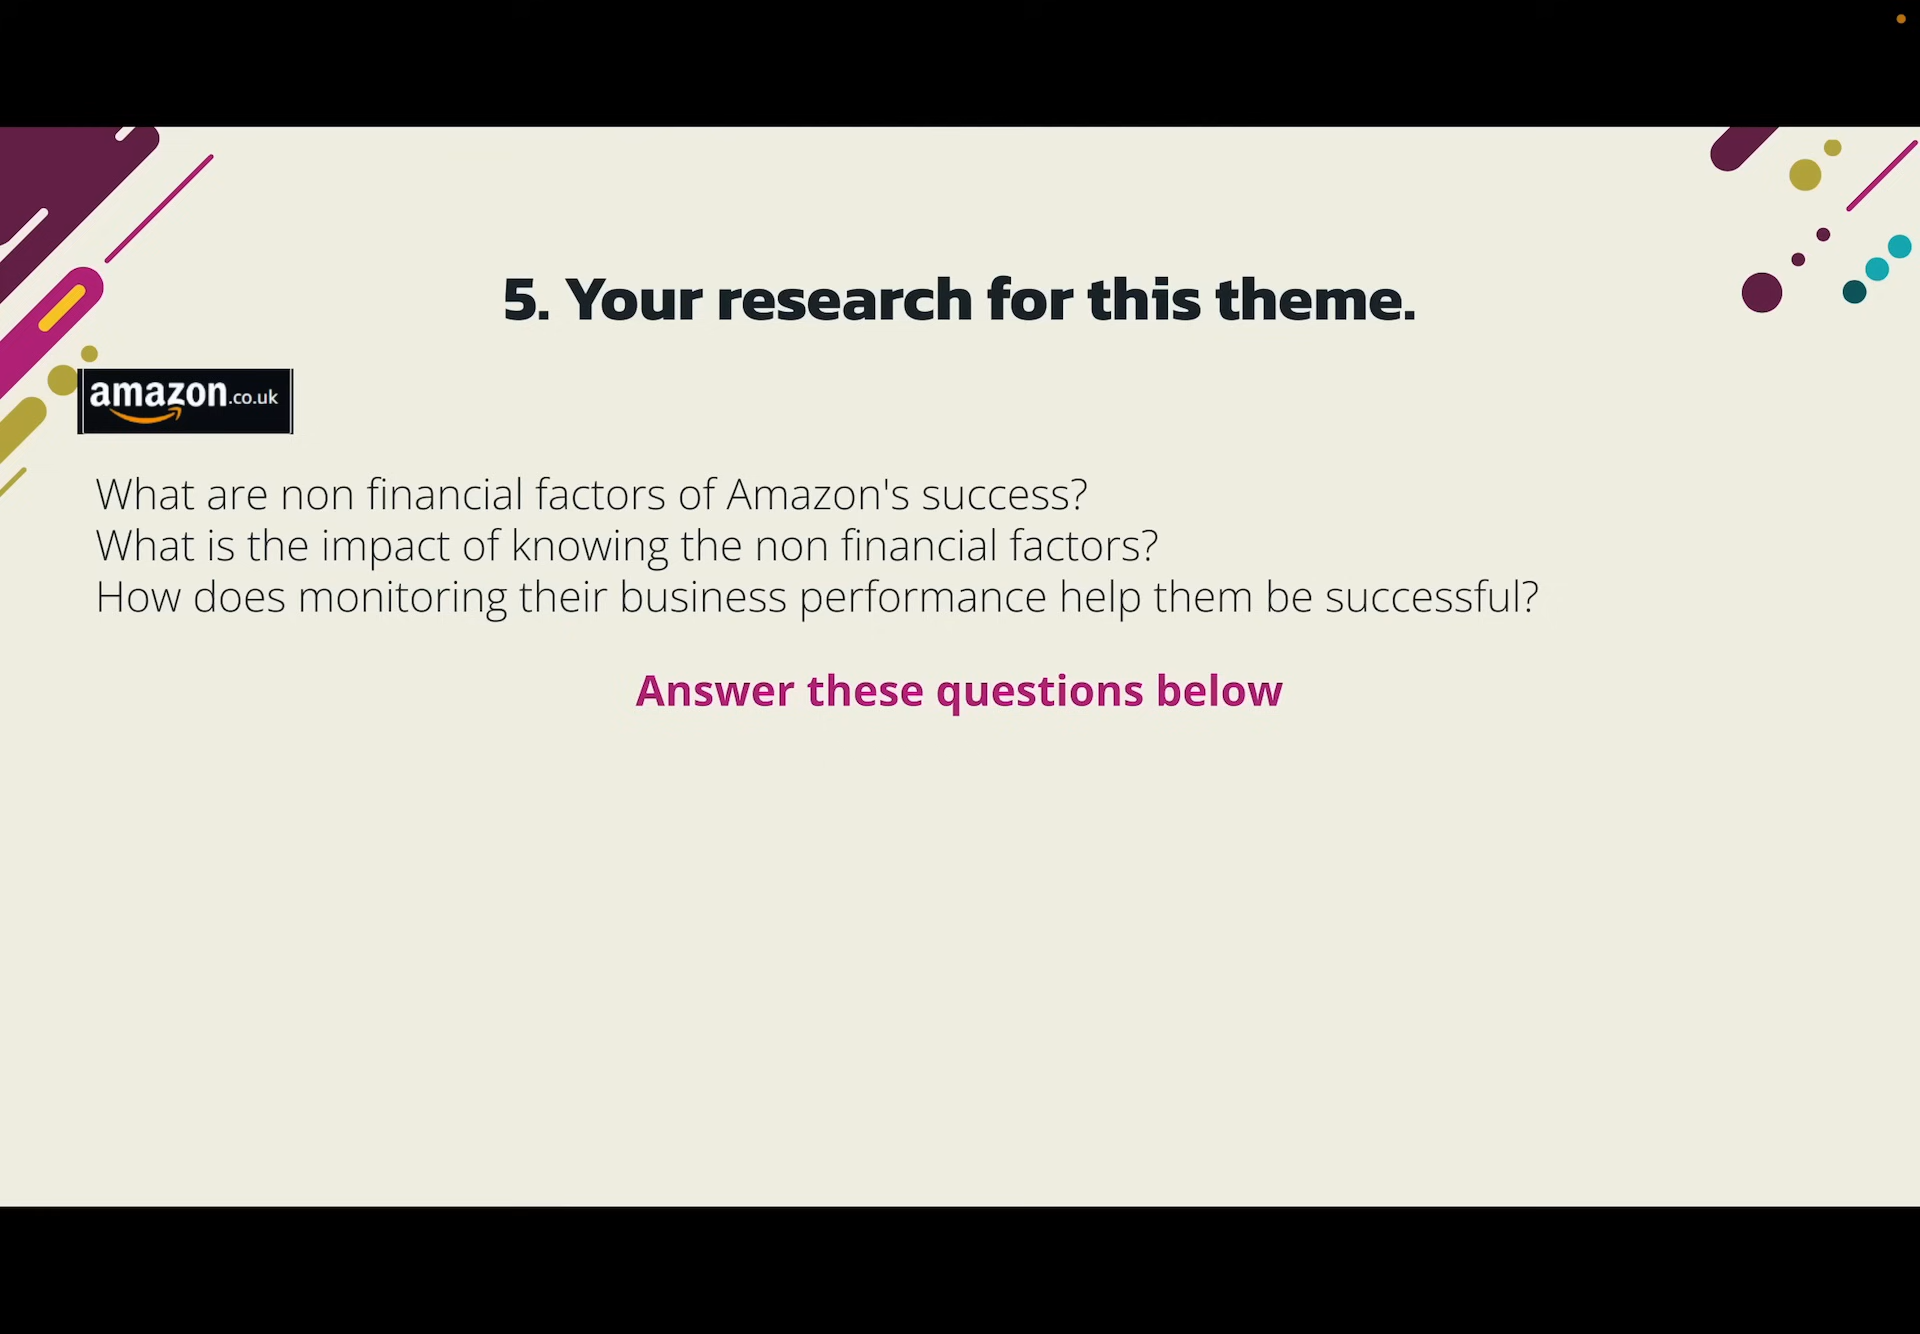 5. Your research for this theme.
amazon.co.uk
What are non financial factors of Amazon's success?
What is the impact of knowing the non financial factors?
How does monitoring their business performance help them be successful?
Answer these questions below